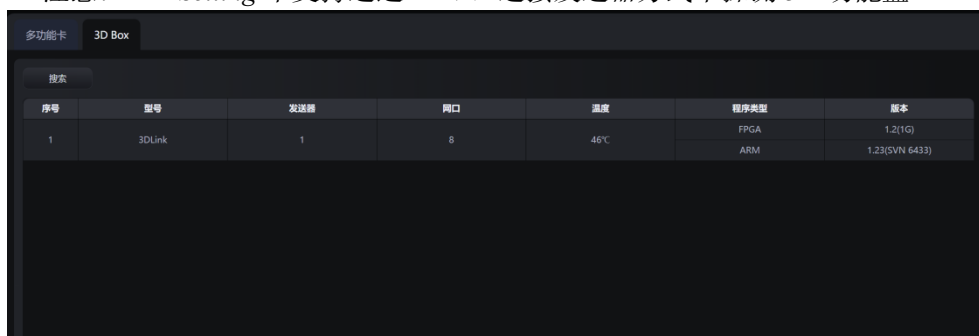 多功能卡 3D Box
搜索
序号 型号 发送器 网口 温度 程序类型 版本
1 3DLink 1 8 46℃ FPGA 1.2(1G)
ARM 1.23(SVN 6433)